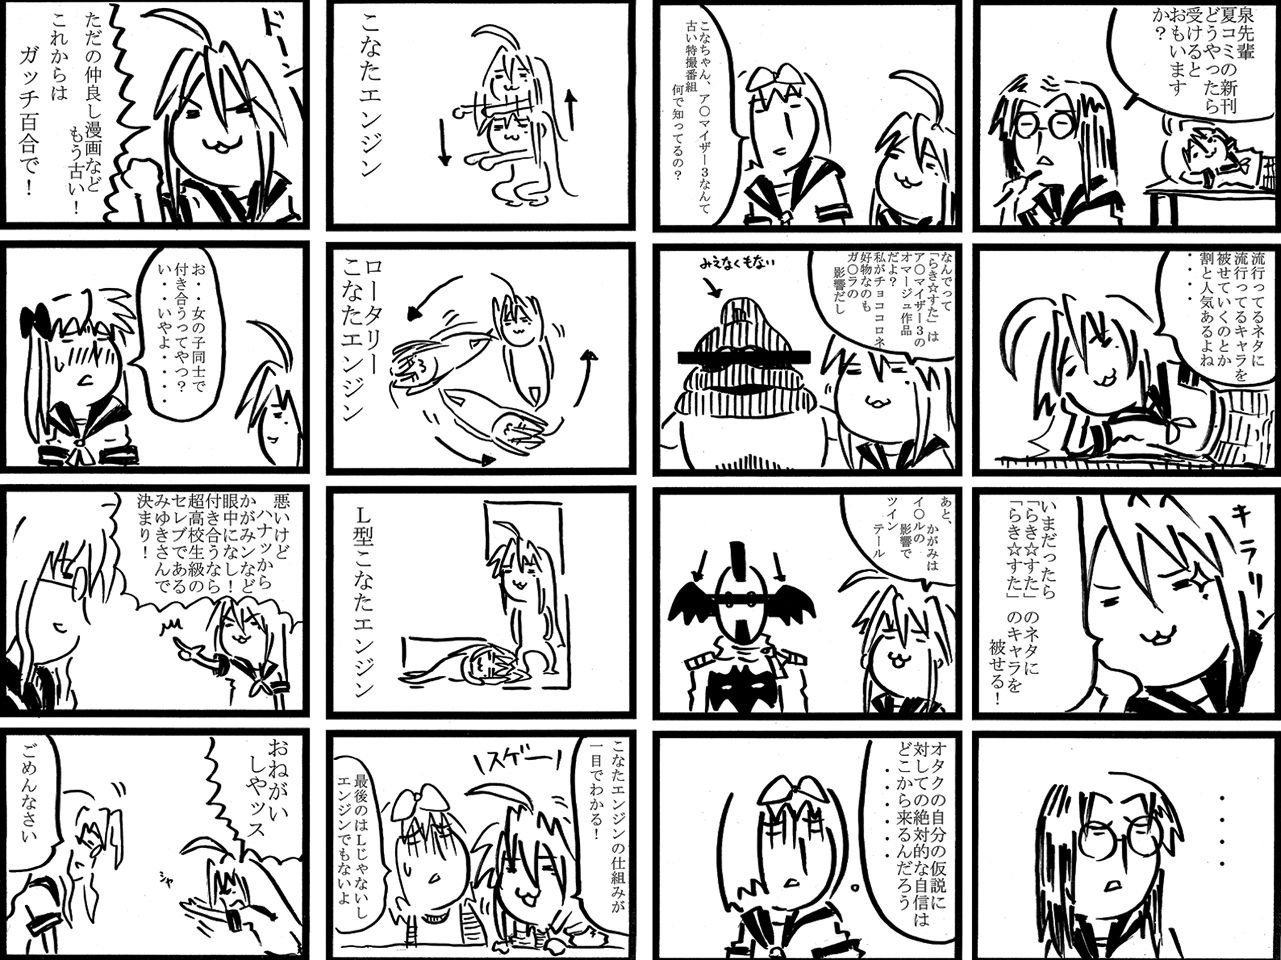 泉先輩
夏コミの新刊
どうやったら
受けると
おもいます
か?
流行ってるネタに
流行ってるキャラを
被せていくのとか
割と人気あるよね
・・・・
キラッン
いまだったら
「らき☆すた」のネタに
「らき☆すた」のキャラを
被せる!
・・・・
こなちゃん、ア○マイザー3なんて
古い特撮番組
何で知ってるの?
なんでって
「らき☆すた」は
ア○マイザー3の
オマージュ作品
だよ?
私がチョココロネ
好物なのも
ガ○ラの
影響だし
みえなくもない
あと、
かがみは
イ○ルの
影響で
ツイン
テール
オタクの自分の仮説に
対しての絶対的な自信は
どこから来るんだろう
・・・・・
こなたエンジン
ロータリー
こなたエンジン
L型こなたエンジン
こなたエンジンの仕組みが
一目でわかる!
スゲー
最後のはLじゃないし
エンジンでもないよ
ドーン
ただの仲良し漫画など
もう古い!
これからは
ガッチ百合で!
お・・女の子同士で
付き合うってやつ?
い・・・いやよ・・・・
悪いけど
ハナッから
かがみンなど
眼中になし!
付き合うなら
超高校生級の
セレブである
みゆきさんで
決まり!
おねがい
しやッス
シャ
ごめんなさい